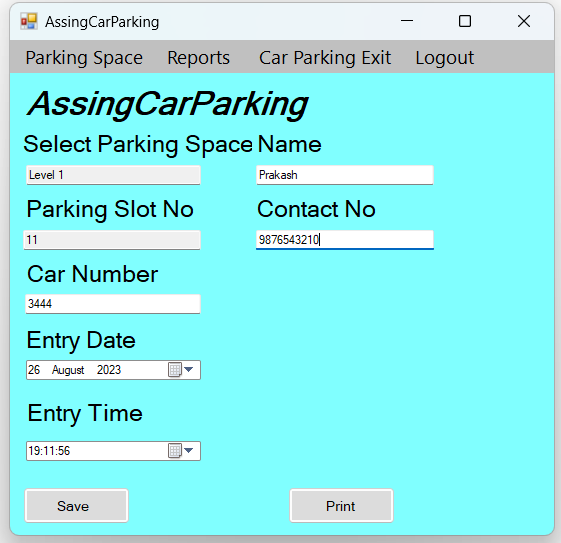 AssingCarParking
Parking Space Reports Car Parking Exit Logout
AssingCarParking
Select Parking Space Name
Level 1 Prakash
Parking Slot No Contact No
11 9876543210
Car Number
3444
Entry Date
26 August 2023
Entry Time
19:11:56
Save Print